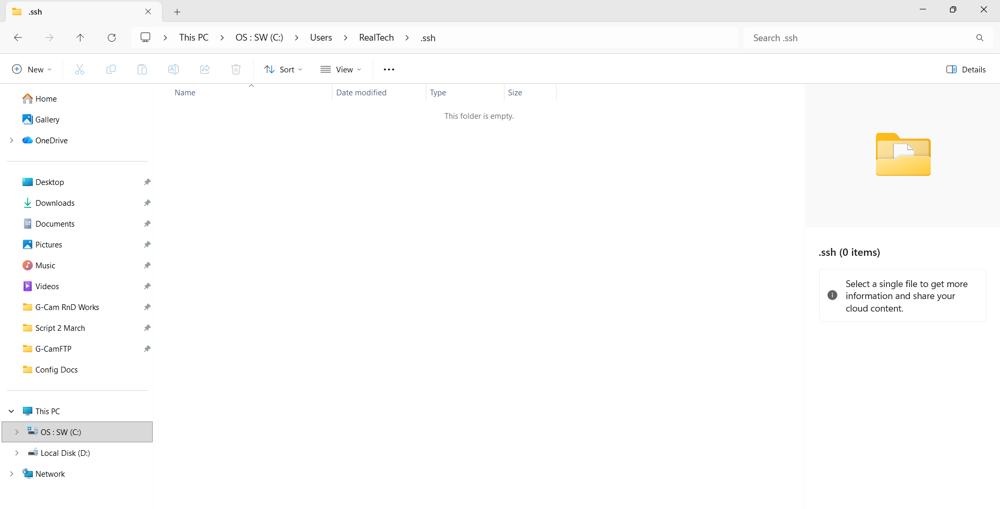 .ssh
This PC
OS : SW (C:)
Users
RealTech
.ssh
Search .ssh
New
Sort
View
Details
Home
Gallery
OneDrive
Desktop
Downloads
Documents
Pictures
Music
Videos
G-Cam RnD Works
Script 2 March
G-CamFTP
Config Docs
This PC
OS : SW (C:)
Local Disk (D:)
Network
Name
Date modified
Type
Size
This folder is empty.
.ssh (0 items)
Select a single file to get more
information and share your
cloud content.